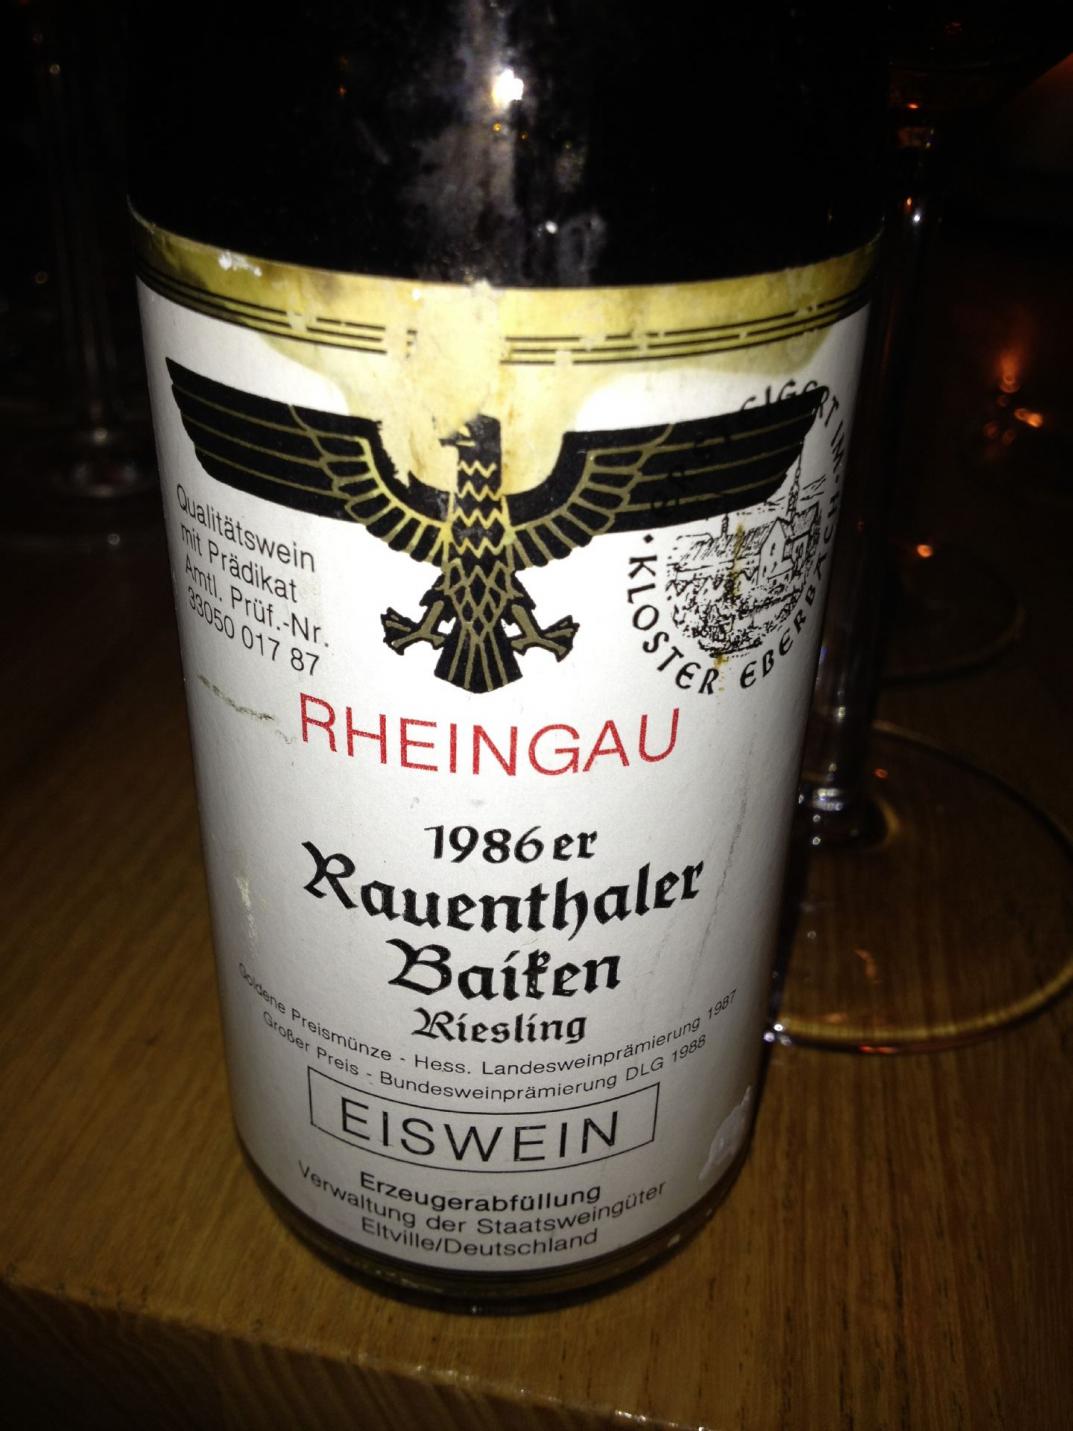 Qualitätswein
mit Prädikat
Amtl. Prüf.-Nr.
33050 017 87
KLOSTER EBERBACH
RHEINGAU
1986er
Rauenthaler
Baiken
Riesling
Goldene Preismünze - Hess. Landesweinprämierung 1987
Großer Preis - Bundesweinprämierung DLG 1988
EISWEIN
Erzeugerabfüllung
Verwaltung der Staatsweingüter
Eltville/Deutschland